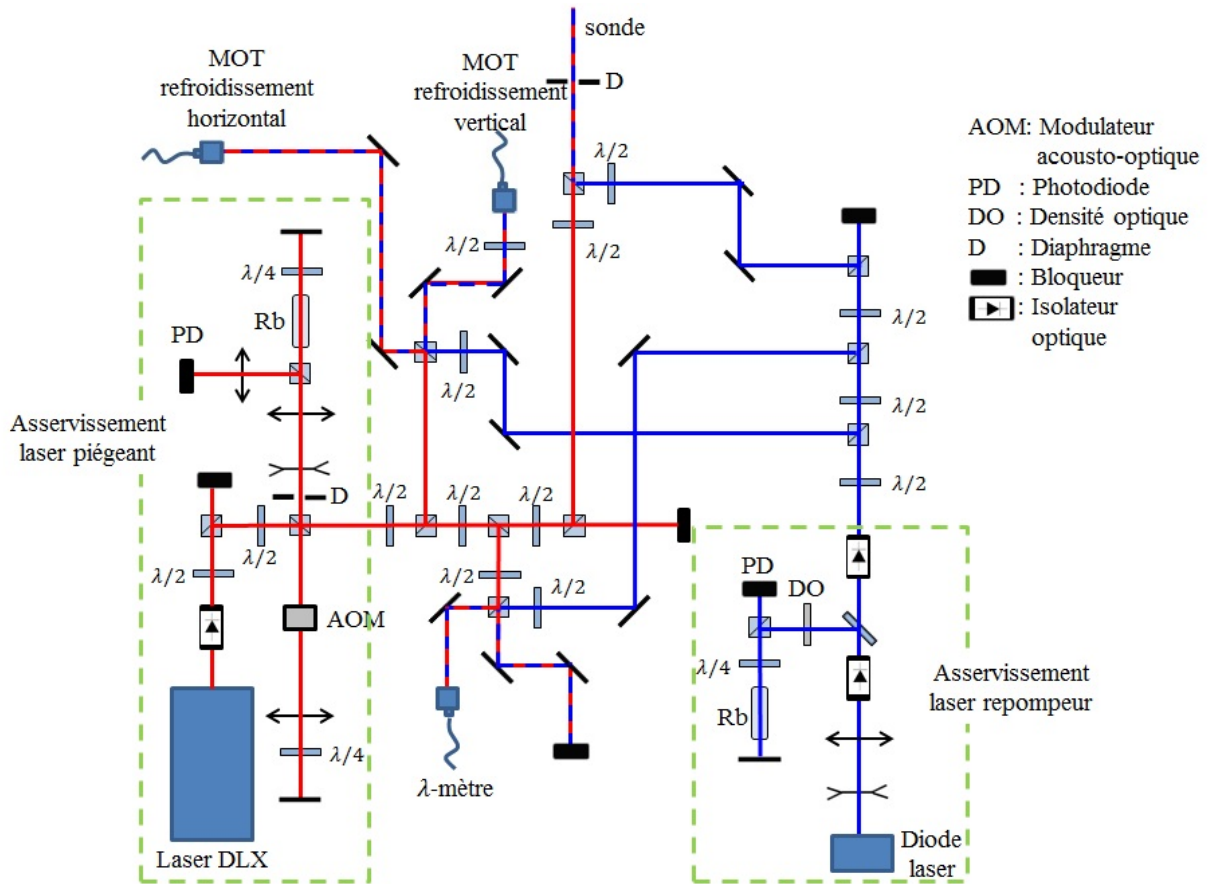 sonde
D
MOT
refroidissement
horizontal
MOT
refroidissement
vertical
λ/2
λ/2
λ/2
AOM: Modulateur
acousto-optique
PD : Photodiode
DO : Densité optique
D : Diaphragme
: Bloqueur
: Isolateur
optique
λ/4
Rb
PD
λ/2
λ/2
λ/2
λ/2
Asservissement
laser piégeant
D
λ/2
λ/2
λ/2
λ/2
λ/2
λ/2
λ/2
λ/2
AOM
PD
DO
λ/4
Rb
Asservissement
laser repompeur
λ/4
λ-mètre
Laser DLX
Diode
laser